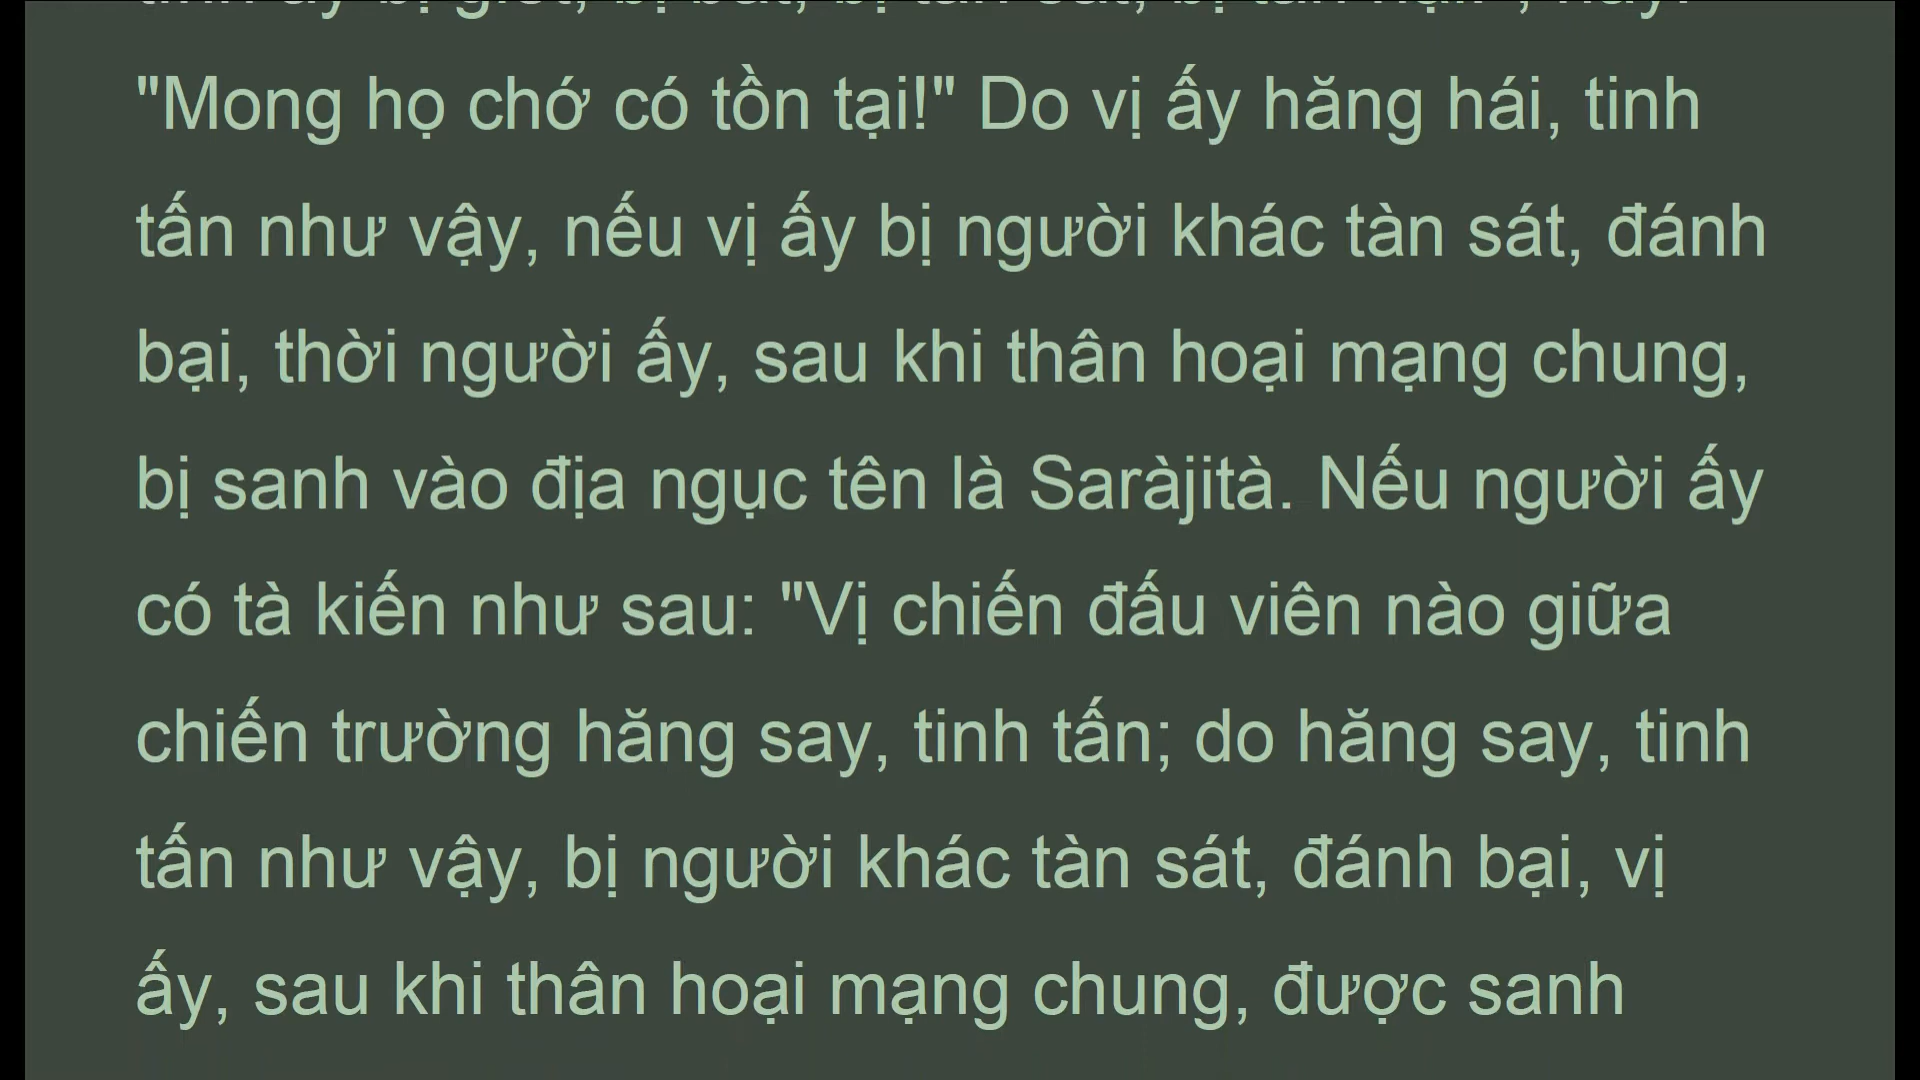 "Mong họ chớ có tồn tại!" Do vị ấy hăng hái, tinh
tấn như vậy, nếu vị ấy bị người khác tàn sát, đánh
bại, thời người ấy, sau khi thân hoại mạng chung,
bị sanh vào địa ngục tên là Saràjità. Nếu người ấy
có tà kiến như sau: "Vị chiến đấu viên nào giữa
chiến trường hăng say, tinh tấn; do hăng say, tinh
tấn như vậy, bị người khác tàn sát, đánh bại, vị
ấy, sau khi thân hoại mạng chung, được sanh